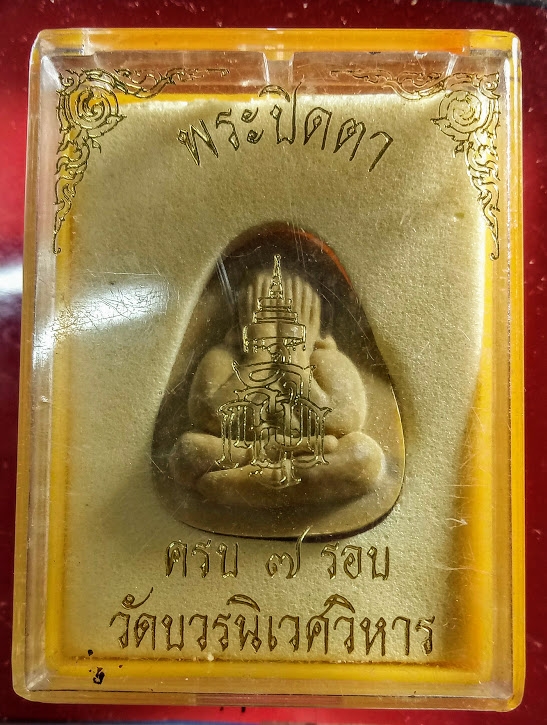 พระปิดตา
ครบ ๗ รอบ
วัดบวรนิเวศวิหาร